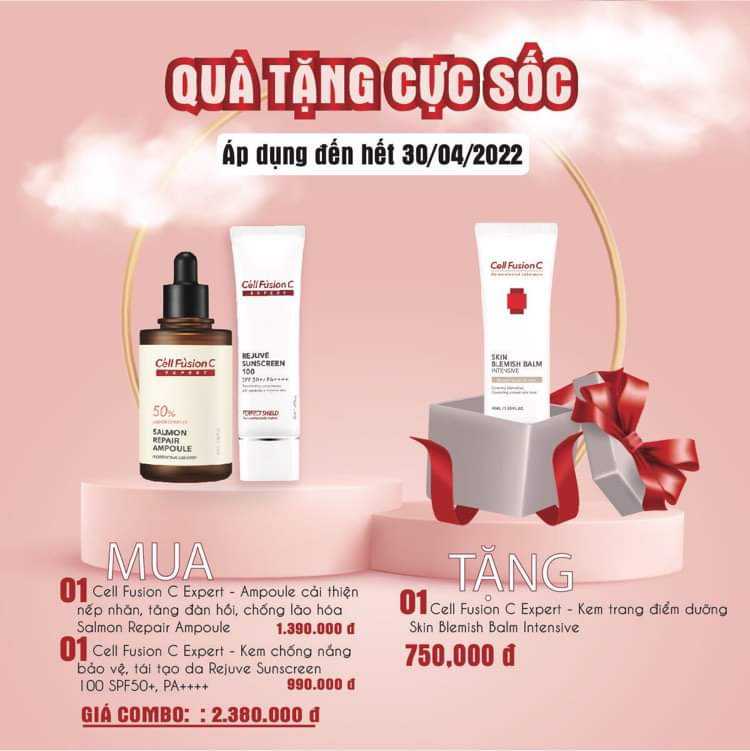 QUÀ TẶNG CỰC SỐC
Áp dụng đến hết 30/04/2022
Cell Fusion C
EXPERT
50%
SALMON
REPAIR
AMPOULE
Cell Fusion C
EXPERT
REJUVE
SUNSCREEN
100
PERFECT SHIELD
Cell Fusion C
SKIN
BLEMISH BALM
INTENSIVE
MUA
01 Cell Fusion C Expert - Ampoule cải thiện
nếp nhăn, tăng đàn hồi, chống lão hóa
Salmon Repair Ampoule 1.390.000 đ
01 Cell Fusion C Expert - Kem chống nắng
bảo vệ, tái tạo da Rejuve Sunscreen
100 SPF50+, PA++++ 990.000 đ
GIÁ COMBO: : 2.380.000 đ
TẶNG
01 Cell Fusion C Expert - Kem trang điểm dưỡng
Skin Blemish Balm Intensive
750,000 đ